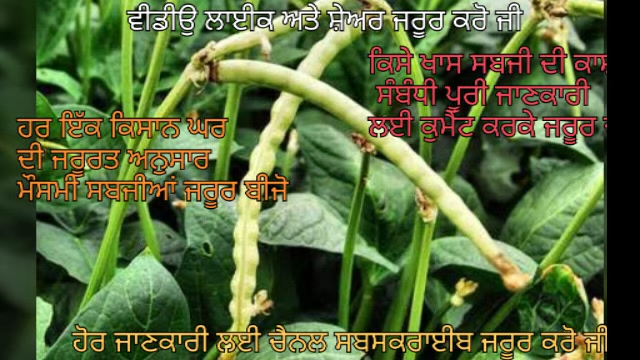 ਵੀਡੀਉ ਲਾਈਕ ਅਤੇ ਸ਼ੇਅਰ ਜਰੂਰ ਕਰੋ ਜੀ
ਕਿਸੇ ਖਾਸ ਸਬਜੀ ਦੀ
ਸੰਬੰਧੀ ਪੂਰੀ ਜਾਣਕਾਰੀ
ਲਈ ਕੁਮੈਂਟ ਕਰਕੇ ਜਰੂਰ
ਹਰ ਇੱਕ ਕਿਸਾਨ ਘਰ
ਦੀ ਜਰੂਰਤ ਅਨੁਸਾਰ
ਮੌਸਮੀ ਸਬਜੀਆਂ ਜਰੂਰ ਬੀਜੋ
ਹੋਰ ਜਾਣਕਾਰੀ ਲਈ ਚੈਨਲ ਸਬਸਕਰਾਈਬ ਜਰੂਰ ਕਰੋ ਜੀ